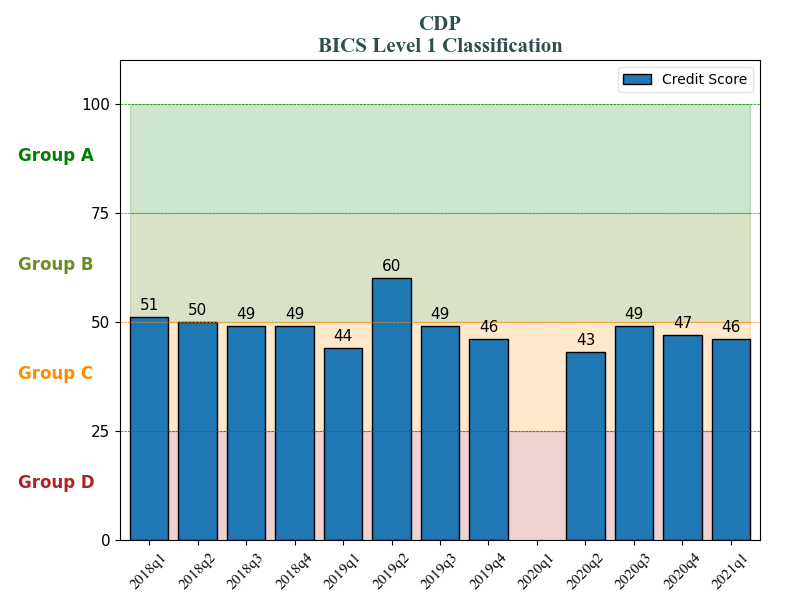 CDP
BICS Level 1 Classification
Credit Score
100
Group A
75
Group B
60
51
50
49
49
44
49
46
43
49
47
46
50
Group C
25
Group D
0
2018q1
2018q2
2018q3
2018q4
2019q1
2019q2
2019q3
2019q4
2020q1
2020q2
2020q3
2020q4
2021q1